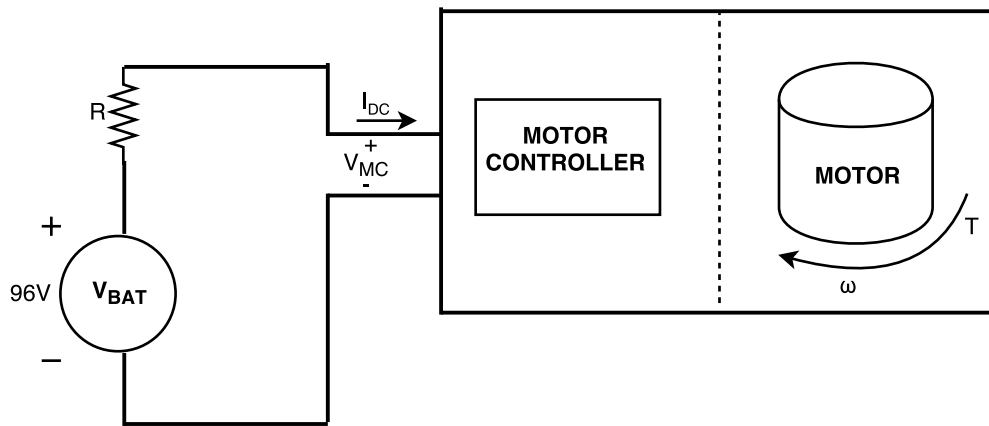 R
I_DC
+
V_MC
-
MOTOR
CONTROLLER
MOTOR
T
ω
+
96V
V_BAT
−